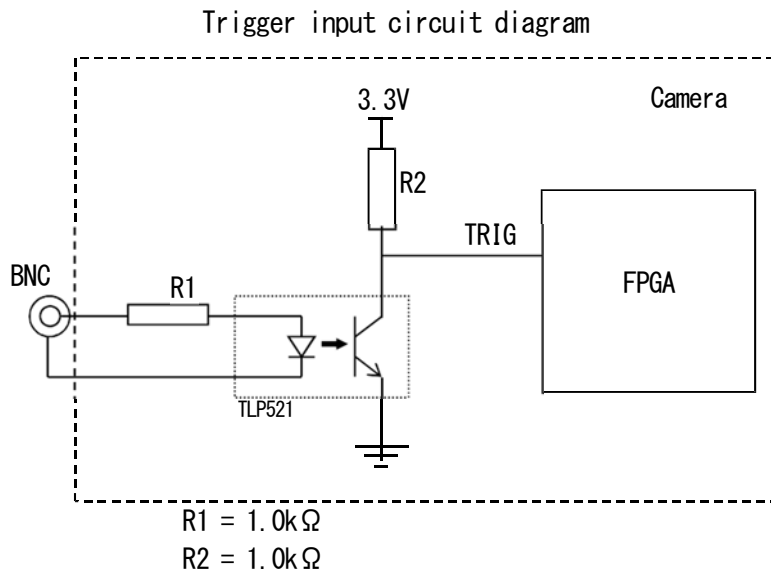 Trigger input circuit diagram
3.3V
Camera
R2
TRIG
BNC
R1
FPGA
TLP521
R1 = 1.0kΩ
R2 = 1.0kΩ